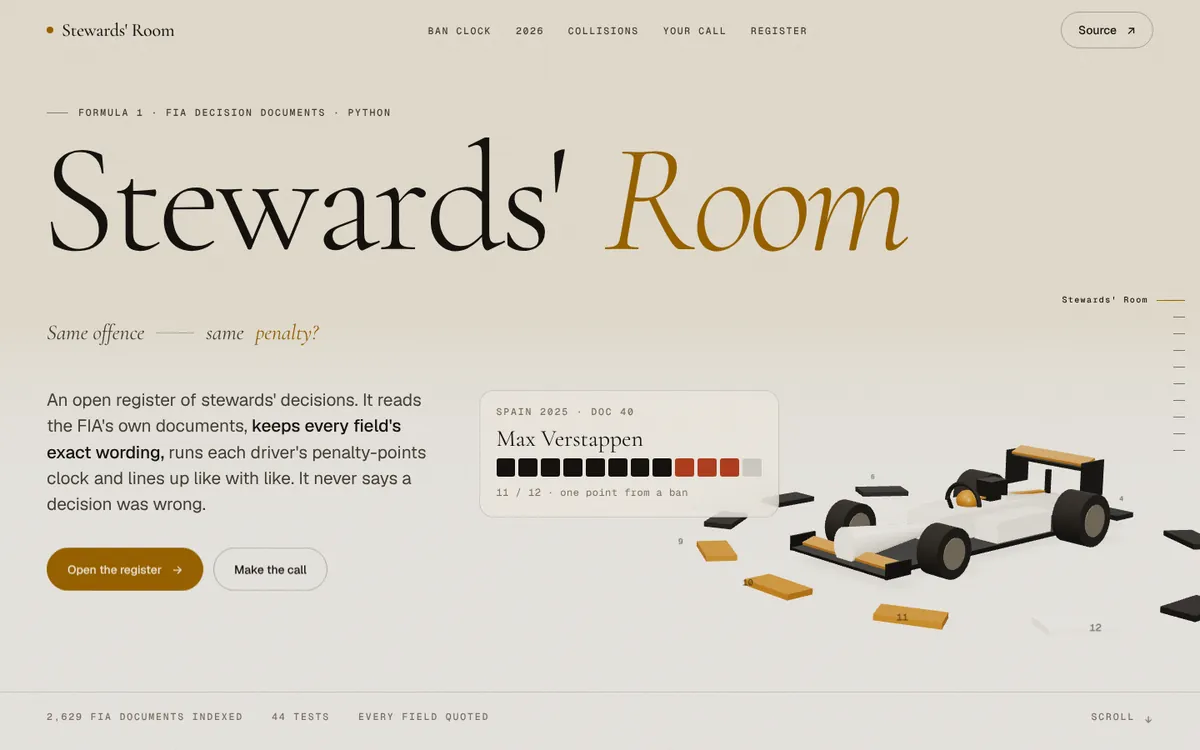 Stewards' Room
BAN CLOCK
2026
COLLISIONS
YOUR CALL
REGISTER
Source ↗
FORMULA 1 · FIA DECISION DOCUMENTS · PYTHON
Stewards' Room
Stewards' Room
Same offence — same penalty?
An open register of stewards' decisions. It reads
the FIA's own documents, keeps every field's
exact wording, runs each driver's penalty-points
clock and lines up like with like. It never says a
decision was wrong.
SPAIN 2025 · DOC 40
Max Verstappen
11 / 12 · one point from a ban
Open the register →
Make the call
6
4
9
10
11
12
2,629 FIA DOCUMENTS INDEXED
44 TESTS
EVERY FIELD QUOTED
SCROLL ↓